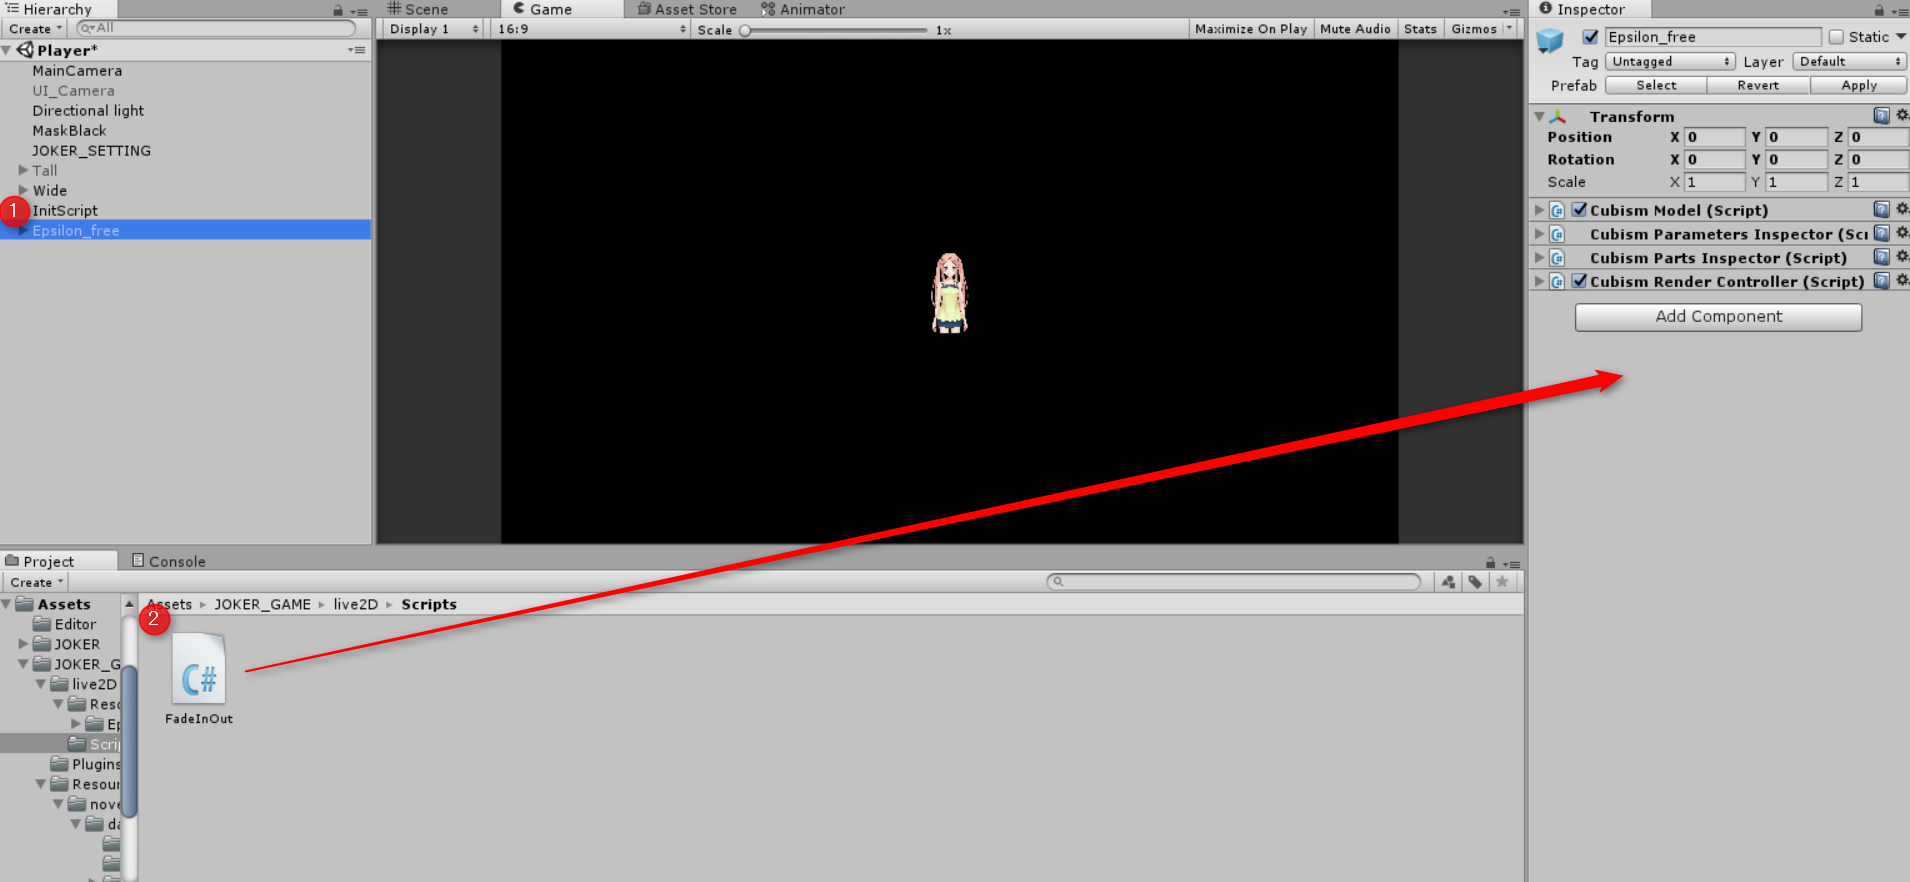 Hierarchy
Create
All
Player*
MainCamera
UI_Camera
Directional light
MaskBlack
JOKER_SETTING
Tall
Wide
1
InitScript
Epsilon_free
Scene
Game
Asset Store
Animator
Display 1
16:9
Scale
1x
Maximize On Play
Mute Audio
Stats
Gizmos
Inspector
Epsilon_free
Static
Tag
Untagged
Layer
Default
Prefab
Select
Revert
Apply
Transform
Position
X 0
Y 0
Z 0
Rotation
X 0
Y 0
Z 0
Scale
X 1
Y 1
Z 1
C# Cubism Model (Script)
C# Cubism Parameters Inspector (Scr
C# Cubism Parts Inspector (Script)
C# Cubism Render Controller (Script)
Add Component
Project
Console
Create
Assets
Editor
JOKER
JOKER_G
live2D
Reso
Ep
Scrip
Plugins
Resour
nove
da
Assets
JOKER_GAME
live2D
Scripts
2
C#
FadeInOut